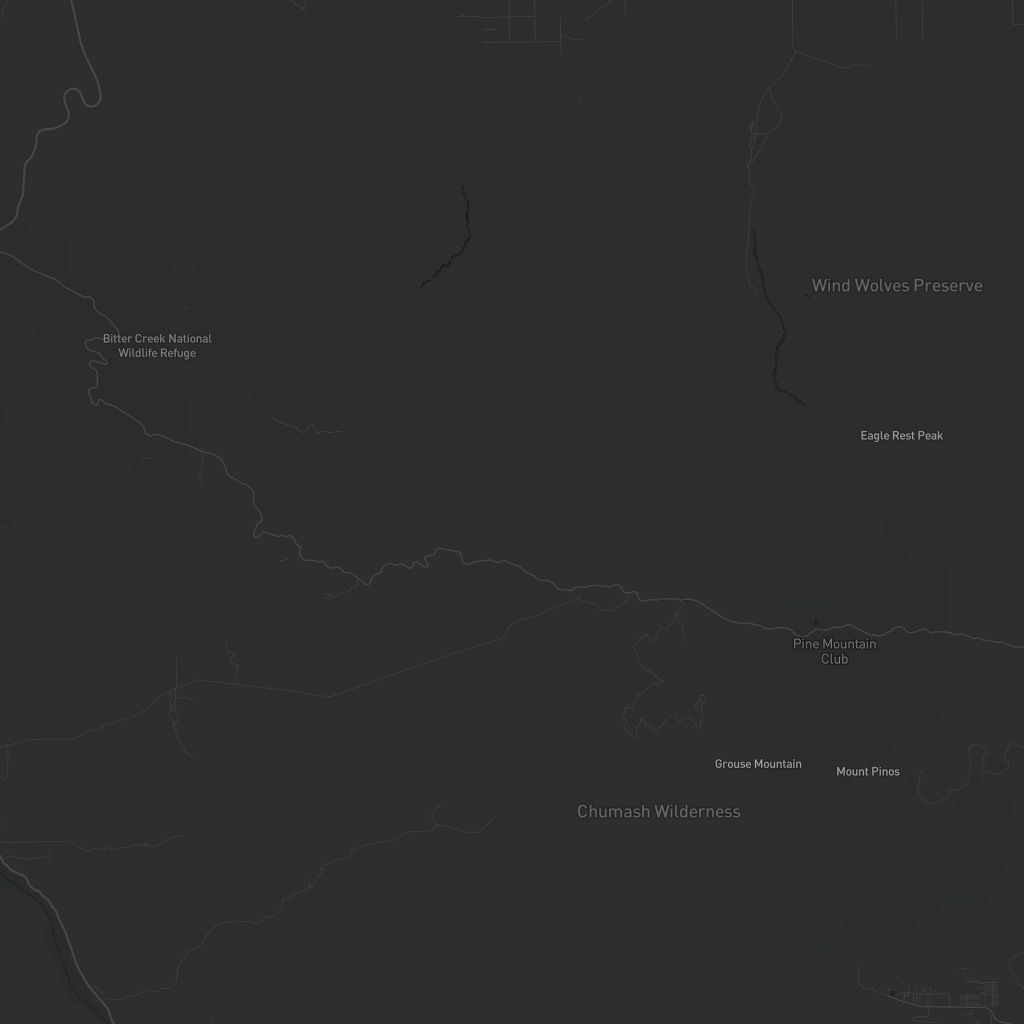 Wind Wolves Preserve
Bitter Creek National
Wildlife Refuge
Eagle Rest Peak
Pine Mountain
Club
Grouse Mountain
Mount Pinos
Chumash Wilderness